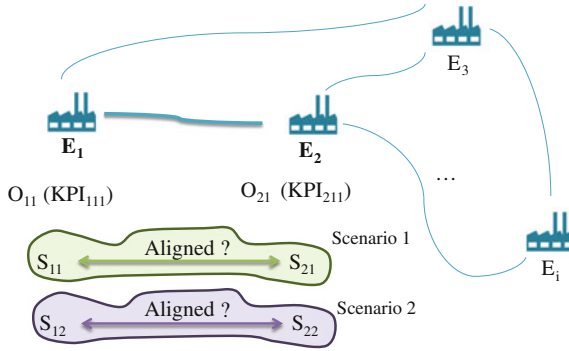 E₃
E₁
E₂
O₁₁ (KPI₁₁₁)
O₂₁ (KPI₂₁₁)
...
Scenario 1
S₁₁ Aligned ? S₂₁
Eᵢ
Scenario 2
S₁₂ Aligned ? S₂₂